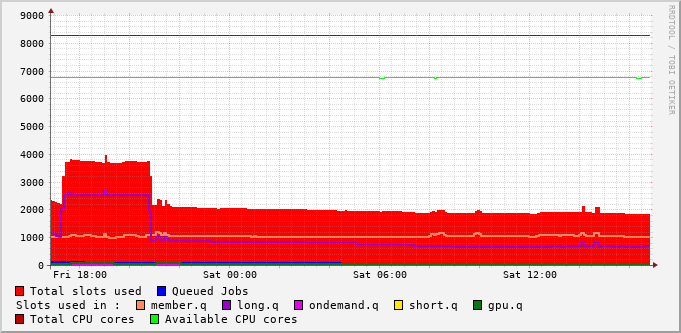 9000
8000
7000
6000
5000
4000
3000
2000
1000
0
Fri 18:00 Sat 00:00 Sat 06:00 Sat 12:00
Total slots used Queued Jobs
Slots used in : member.q long.q ondemand.q short.q gpu.q
Total CPU cores Available CPU cores
RRDTOOL / TOBI OETIKER